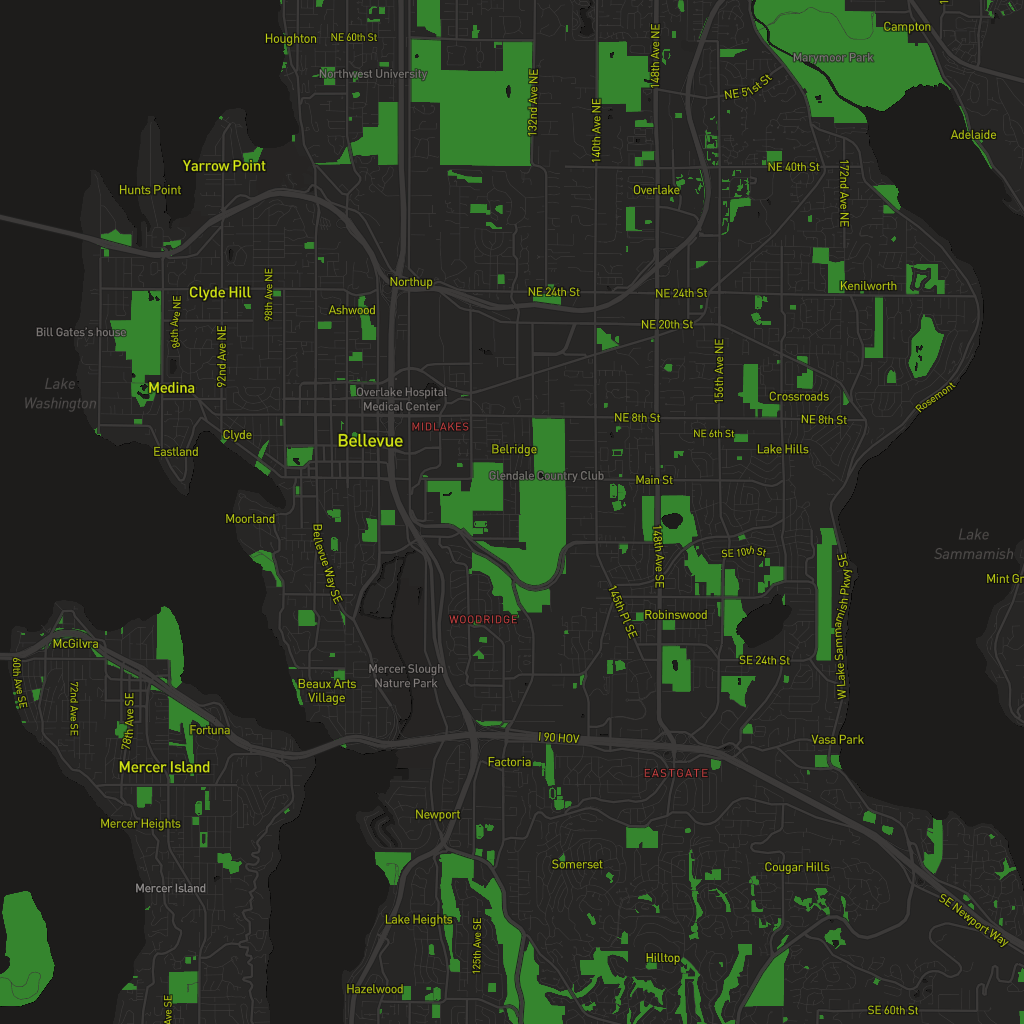 Houghton
NE 60th St
148th Ave NE
Campton
Marymoor Park
Northwest University
NE 51st St
132nd Ave NE
140th Ave NE
Adelaide
Yarrow Point
NE 40th St
172nd Ave NE
Hunts Point
Overlake
Northup
Kenilworth
Clyde Hill
98th Ave NE
NE 24th St
NE 24th St
Ashwood
86th Ave NE
Bill Gates's house
92nd Ave NE
NE 20th St
156th Ave NE
Lake
Washington
Medina
Overlake Hospital
Medical Center
Crossroads
Rosemont
NE 8th St
NE 8th St
MIDLAKES
NE 6th St
Clyde
Bellevue
Eastland
Belridge
Lake Hills
Glendale Country Club
Main St
Moorland
Bellevue Way SE
148th Ave SE
SE 10th St
Lake
Sammamish
W Lake Sammamish Pkwy SE
Mint Gr
145th Pl SE
Robinswood
WOODRIDGE
McGilvra
60th Ave SE
72nd Ave SE
78th Ave SE
SE 24th St
Mercer Slough
Nature Park
Beaux Arts
Village
Fortuna
I 90 HOV
Vasa Park
Mercer Island
Factoria
EASTGATE
Newport
Mercer Heights
Somerset
Cougar Hills
Mercer Island
SE Newport Way
Lake Heights
125th Ave SE
Hilltop
Hazelwood
Ave SE
SE 60th St